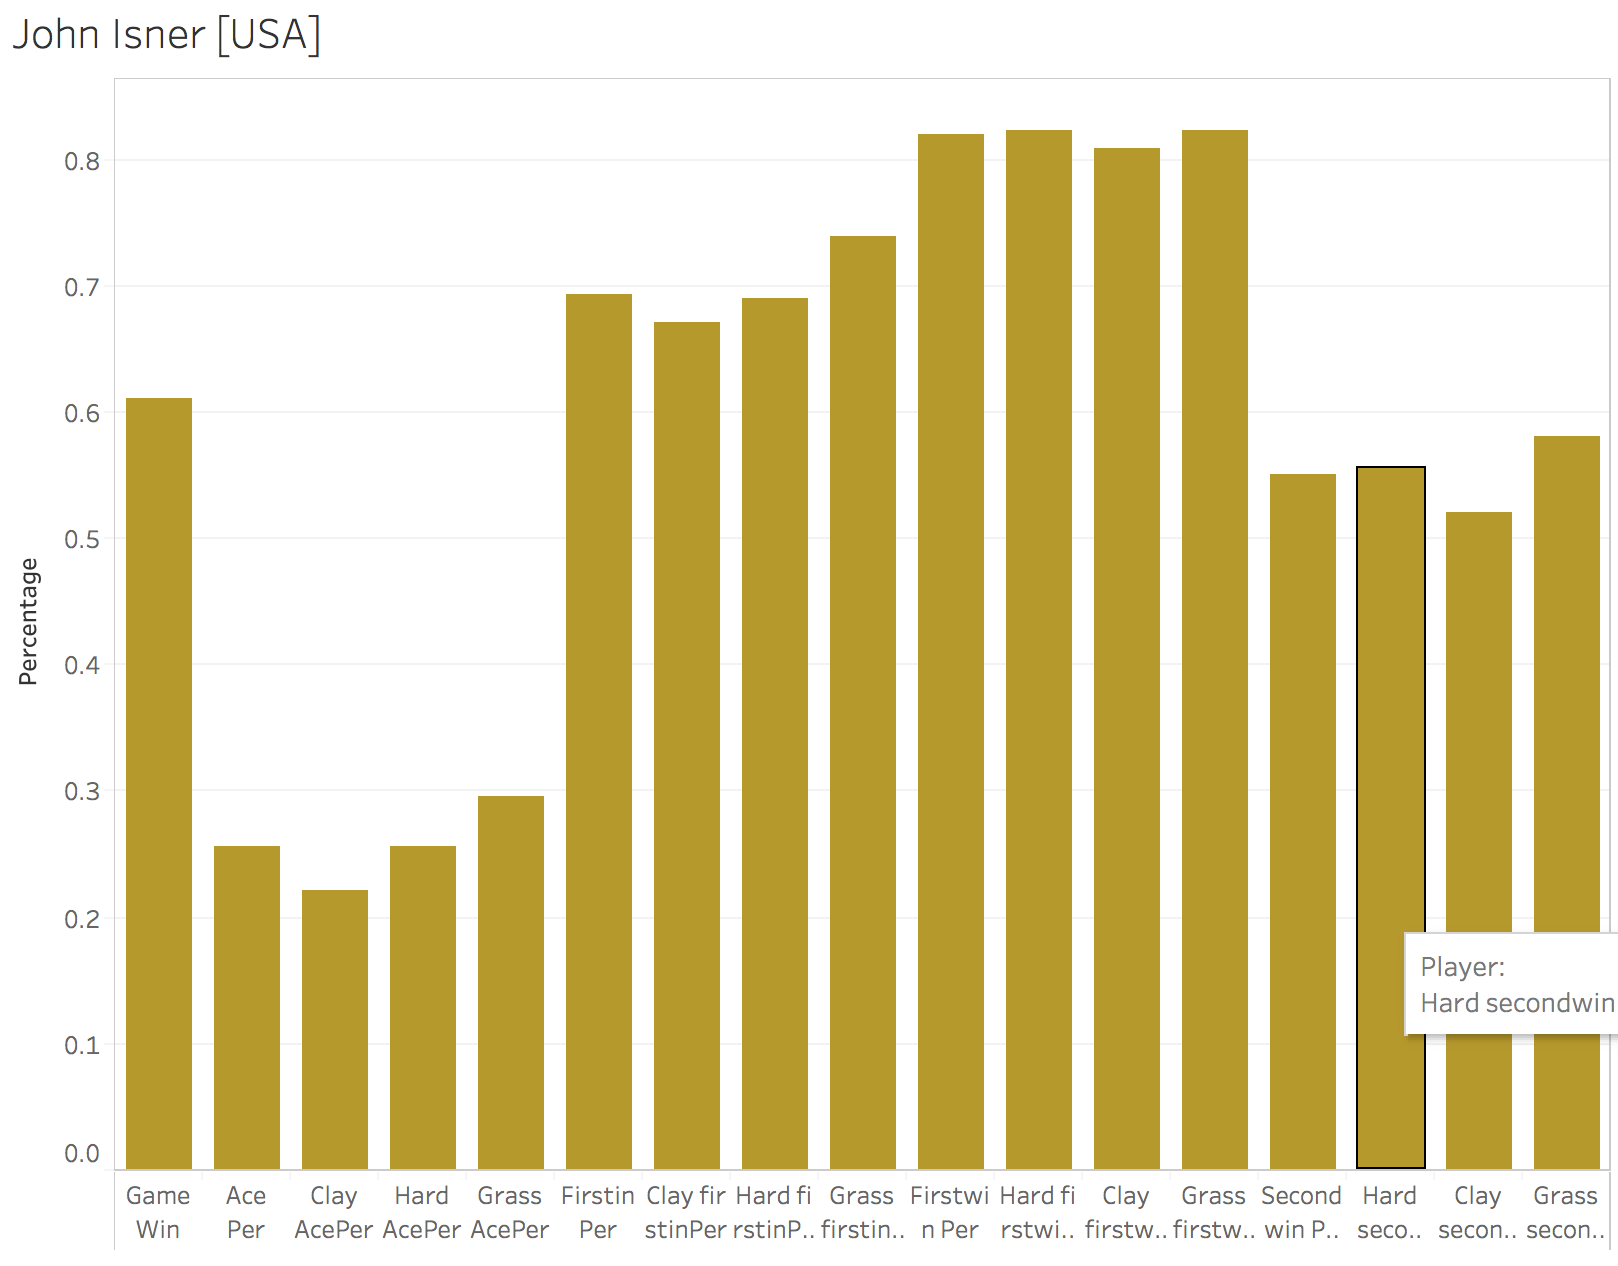 John Isner [USA]
Percentage
0.8
0.7
0.6
0.5
0.4
0.3
0.2
0.1
0.0
Player:
Hard secondwin
Game Ace Clay Hard Grass Firstin Clay fir Hard fi Grass Firstwi Hard fi Clay Grass Second Hard Clay Grass
Win Per AcePer AcePer AcePer Per stinPer rstinP.. firstin.. n Per rstwi.. firstw.. firstw.. win P.. seco.. secon.. secon..